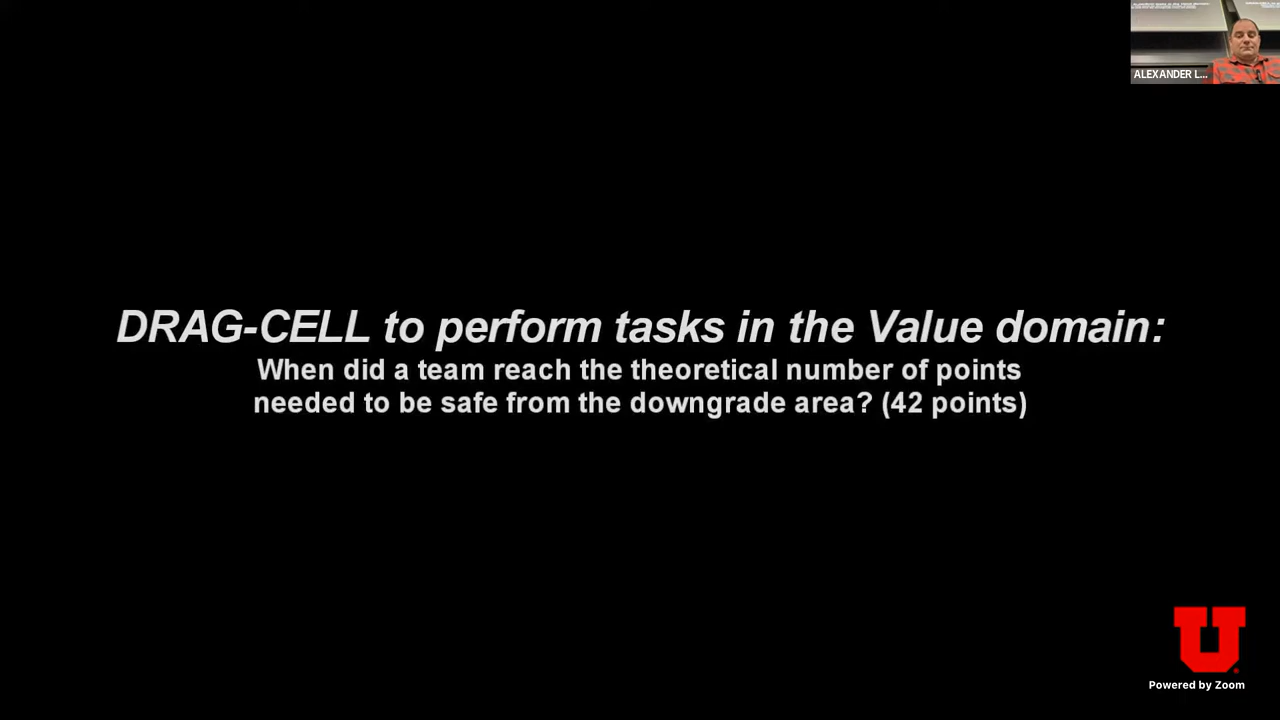 ALEXANDER L...
DRAG-CELL to perform tasks in the Value domain:
When did a team reach the theoretical number of points
needed to be safe from the downgrade area? (42 points)
U
Powered by Zoom